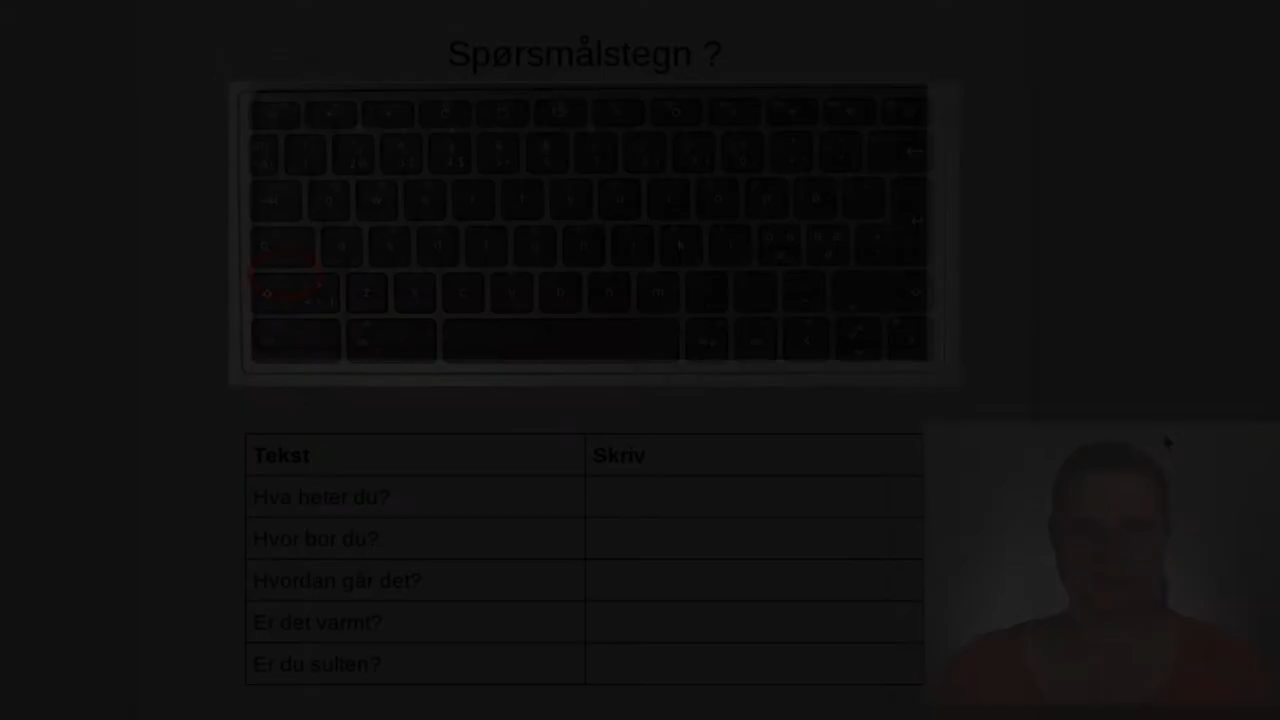 Spørsmålstegn ?
Tekst Skriv
Hva heter du?
Hvor bor du?
Hvordan går det?
Er det varmt?
Er du sulten?